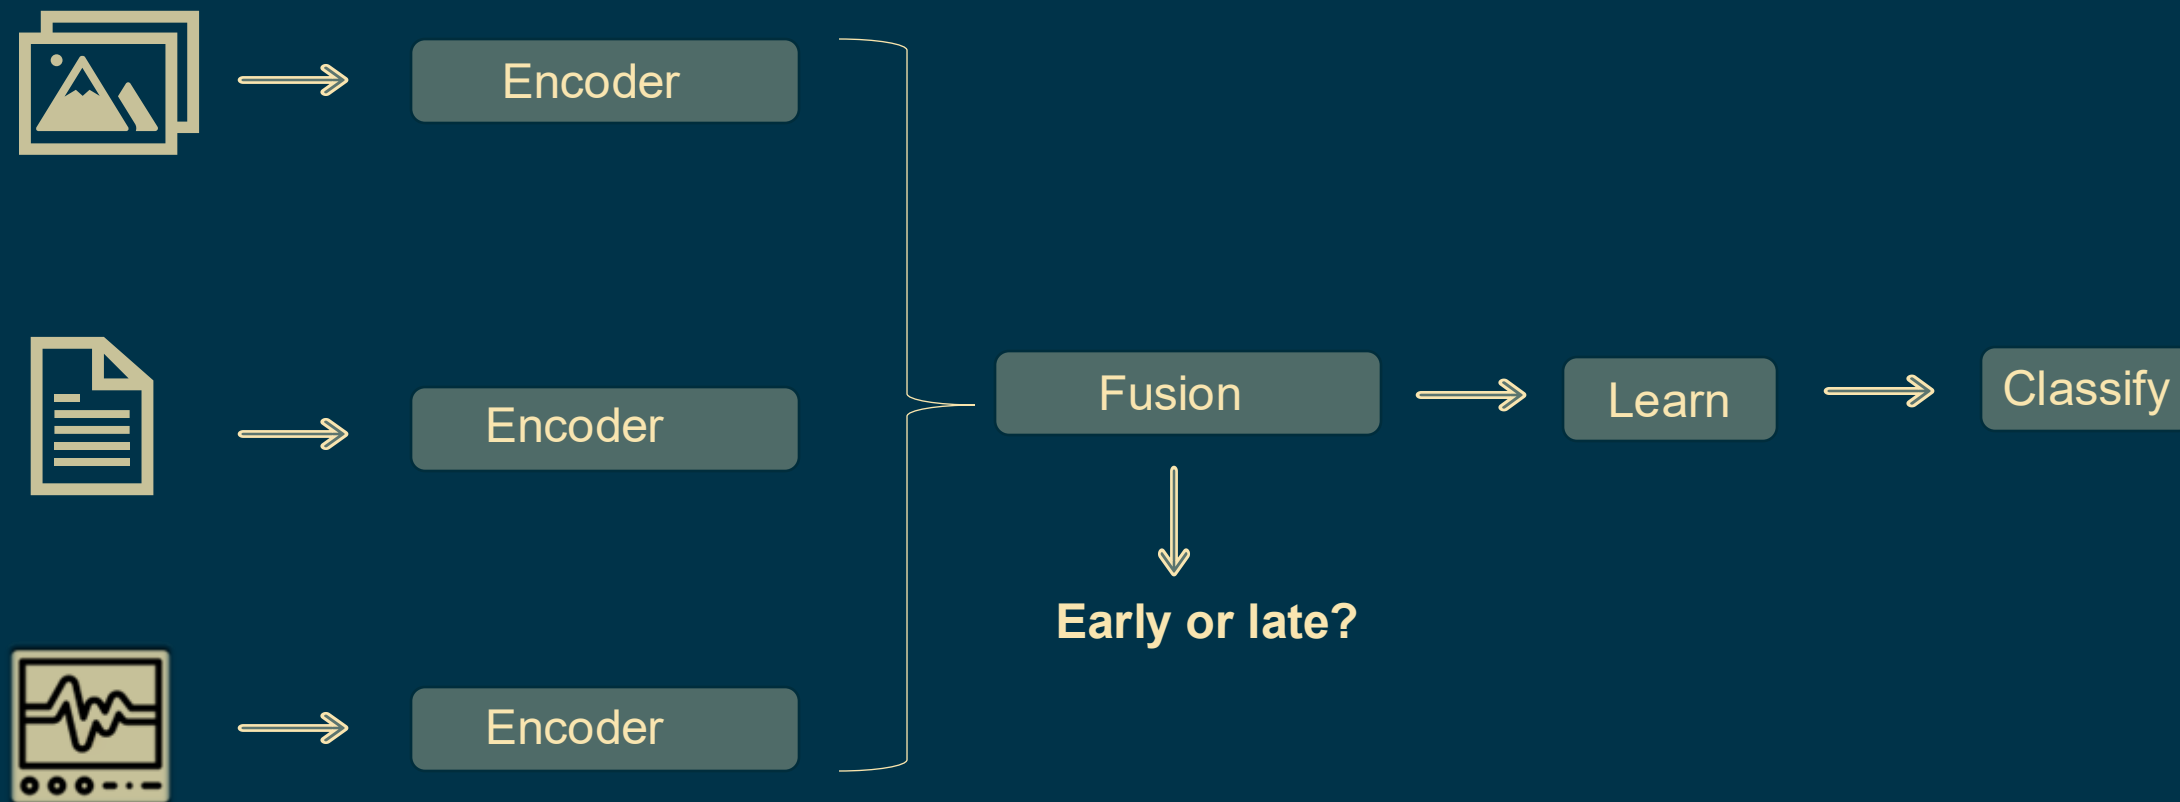 Encoder
Encoder
Encoder
Fusion
Learn
Classify
Early or late?